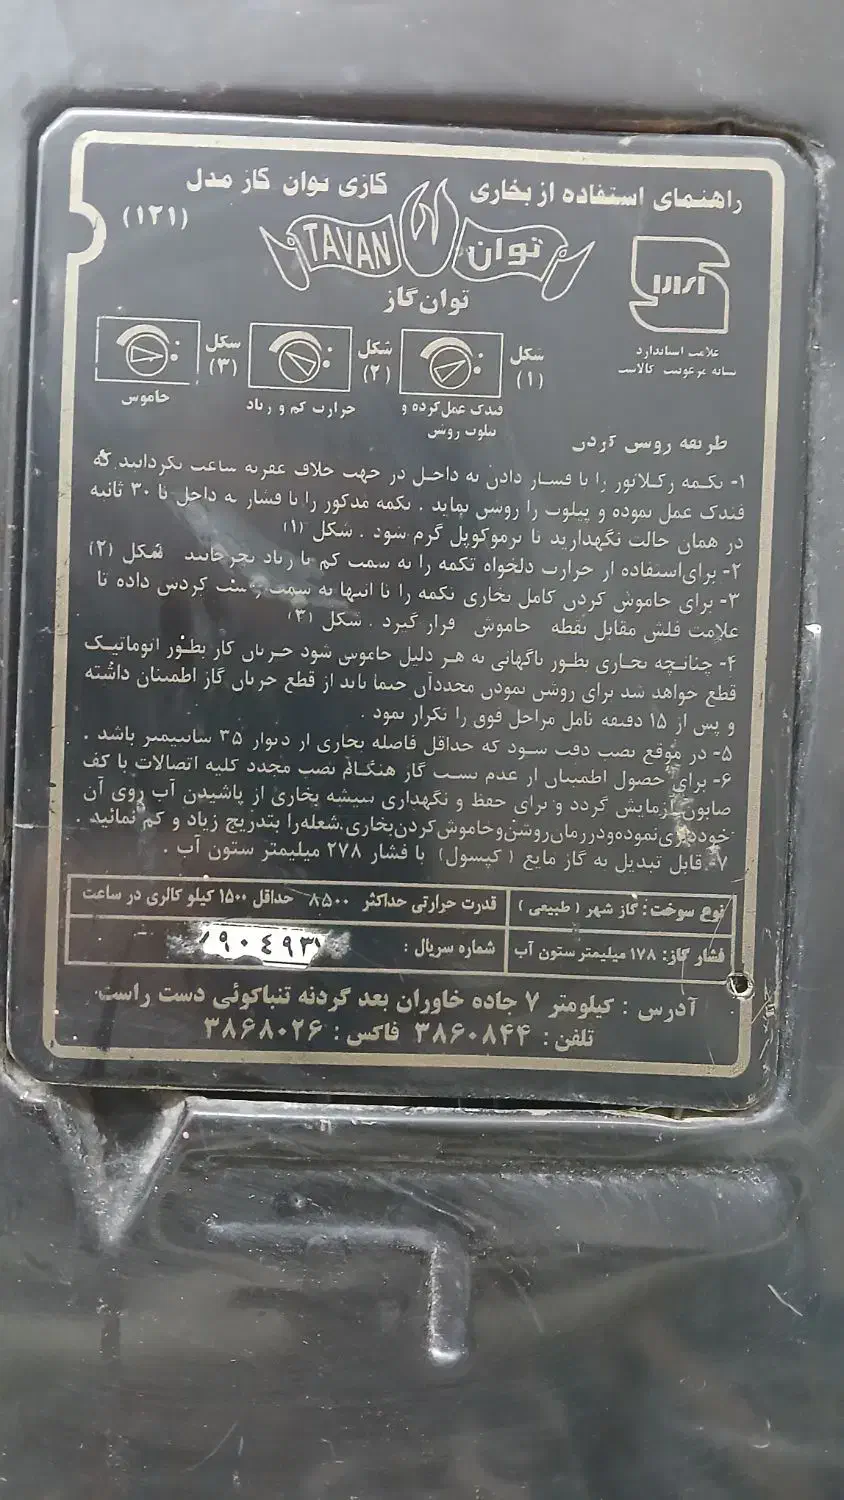 راهنمای استفاده از بخاری گازی توان گاز مدل
(۱۲۱)
TAVAN توان
توان گاز
ایران
علامت استاندارد
نشانه مرغوبیت کالاست
شکل (۱)
شکل (۲)
شکل (۳)
فندک عمل کرده و
پیلوت روشن
حرارت کم و زیاد
خاموش
طریقه روشن کردن
۱- تکمه رگلاتور را با فشار دادن به داخل در جهت خلاف عقربه ساعت بگردانید که
فندک عمل نموده و پیلوت را روشن نماید . تکمه مذکور را با فشار به داخل تا ۳۰ ثانیه
در همان حالت نگهدارید تا ترموکوپل گرم شود . شکل (۱)
۲- برای استفاده از حرارت دلخواه تکمه را به سمت کم یا زیاد بچرخانید شکل (۲)
۳- برای خاموش کردن کامل بخاری تکمه را تا انتها به سمت راست گردش داده تا
علامت فلش مقابل نقطه خاموش قرار گیرد . شکل (۳)
۴- چنانچه بخاری بطور ناگهانی به هر دلیل خاموش شود جریان گاز بطور اتوماتیک
قطع خواهد شد برای روشن نمودن مجددآن حتما باید از قطع جریان گاز اطمینان داشته
و پس از ۱۵ دقیقه تامل مراحل فوق را تکرار نمود .
۵- در موقع نصب دقت شود که حداقل فاصله بخاری از دیوار ۳۵ سانتیمتر باشد .
۶- برای حصول اطمینان از عدم نشت گاز هنگام نصب مجدد کلیه اتصالات با کف
صابون آزمایش گردد و برای حفظ و نگهداری شیشه بخاری از پاشیدن آب روی آن
خودداری نموده و در زمان روشن و خاموش کردن بخاری شعله را بتدریج زیاد و کم نمائید .
۷- قابل تبدیل به گاز مایع ( کپسول ) با فشار ۲۷۸ میلیمتر ستون آب .
نوع سوخت : گاز شهر ( طبیعی ) قدرت حرارتی حداکثر ۸۵۰۰ حداقل ۱۵۰۰ کیلو کالری در ساعت
فشار گاز: ۱۷۸ میلیمتر ستون آب شماره سریال :
آدرس : کیلومتر ۷ جاده خاوران بعد گردنه تنباکوئی دست راست
تلفن : ۳۸۶۰۸۴۴ فاکس : ۳۸۶۸۰۲۶